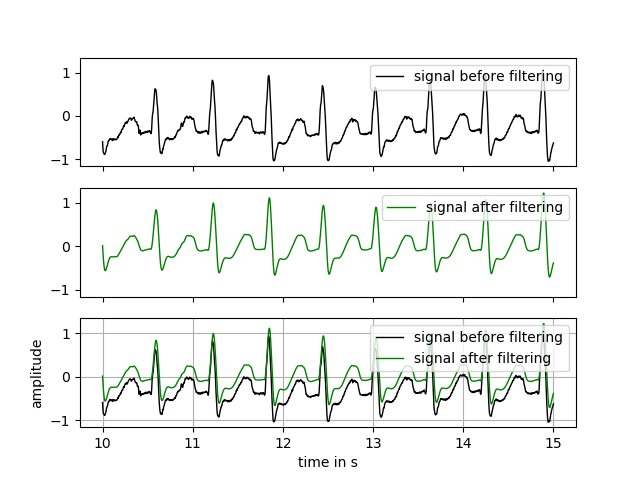 1
0
−1
signal before filtering
1
0
−1
signal after filtering
1
0
−1
signal before filtering
signal after filtering
amplitude
10 11 12 13 14 15
time in s